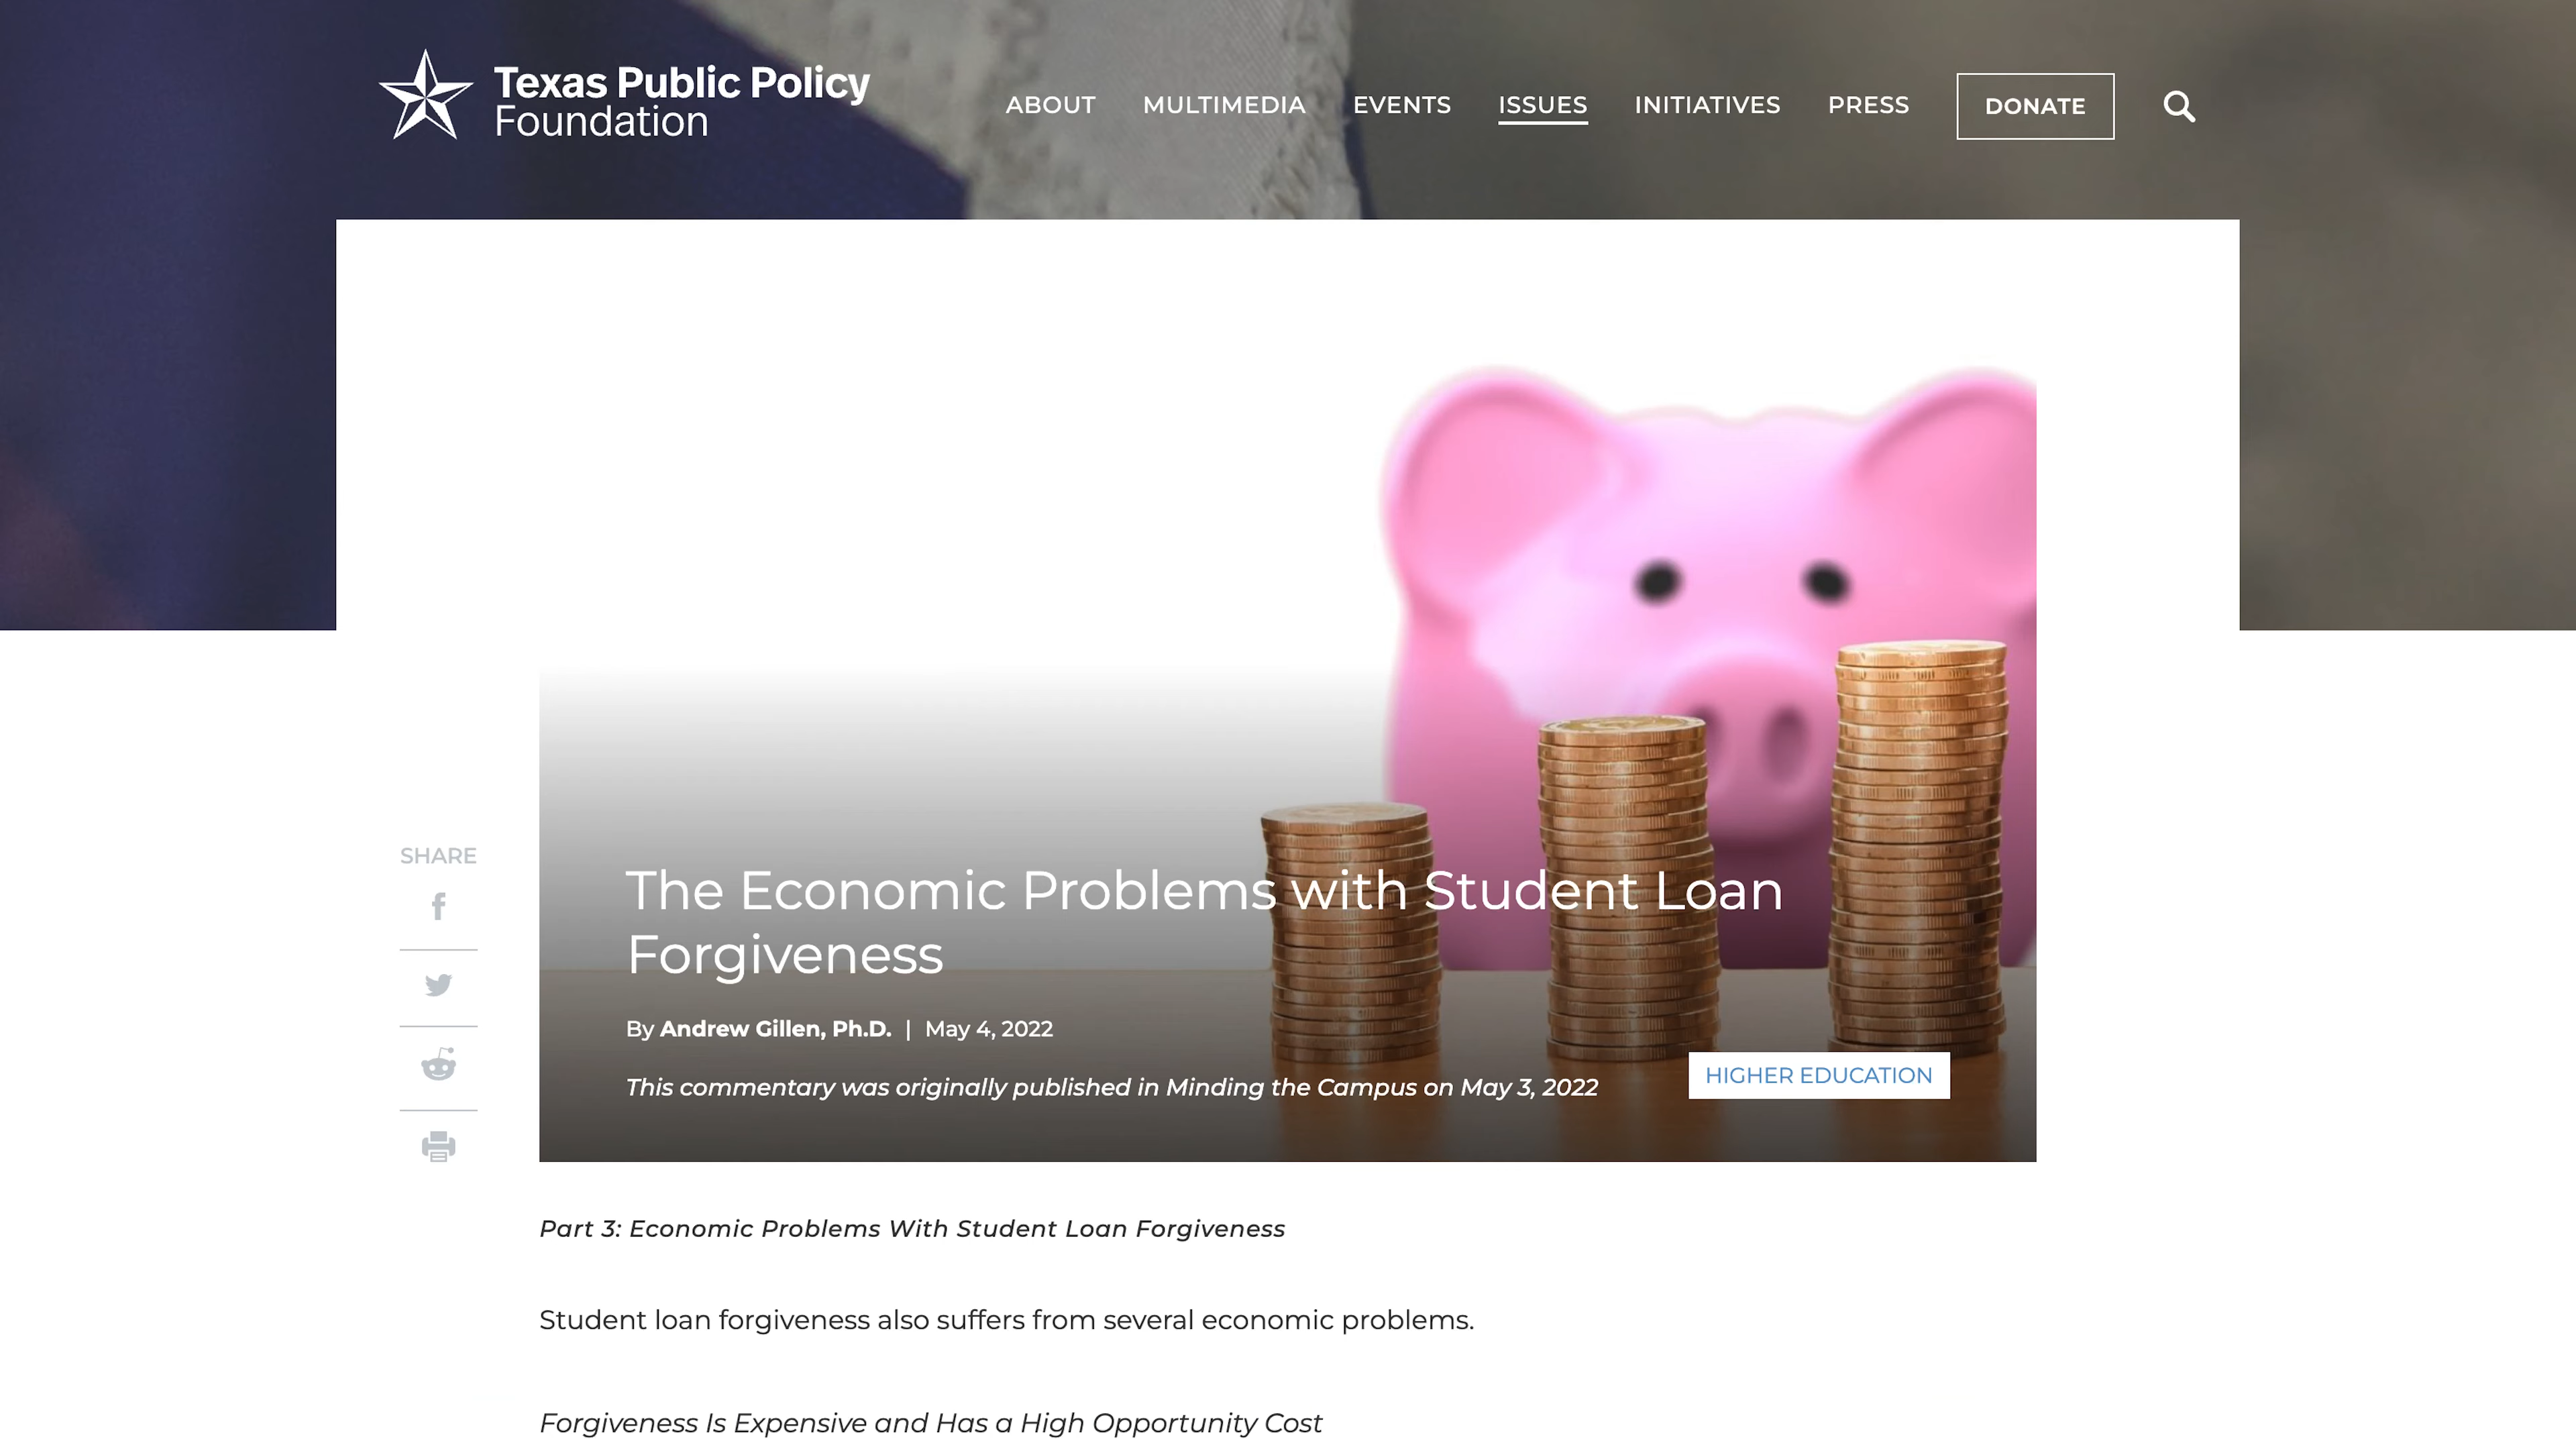 Texas Public Policy
Foundation
ABOUT MULTIMEDIA EVENTS ISSUES INITIATIVES PRESS DONATE
The Economic Problems with Student Loan
Forgiveness
By Andrew Gillen, Ph.D. | May 4, 2022
This commentary was originally published in Minding the Campus on May 3, 2022
HIGHER EDUCATION
SHARE
Part 3: Economic Problems With Student Loan Forgiveness
Student loan forgiveness also suffers from several economic problems.
Forgiveness Is Expensive and Has a High Opportunity Cost